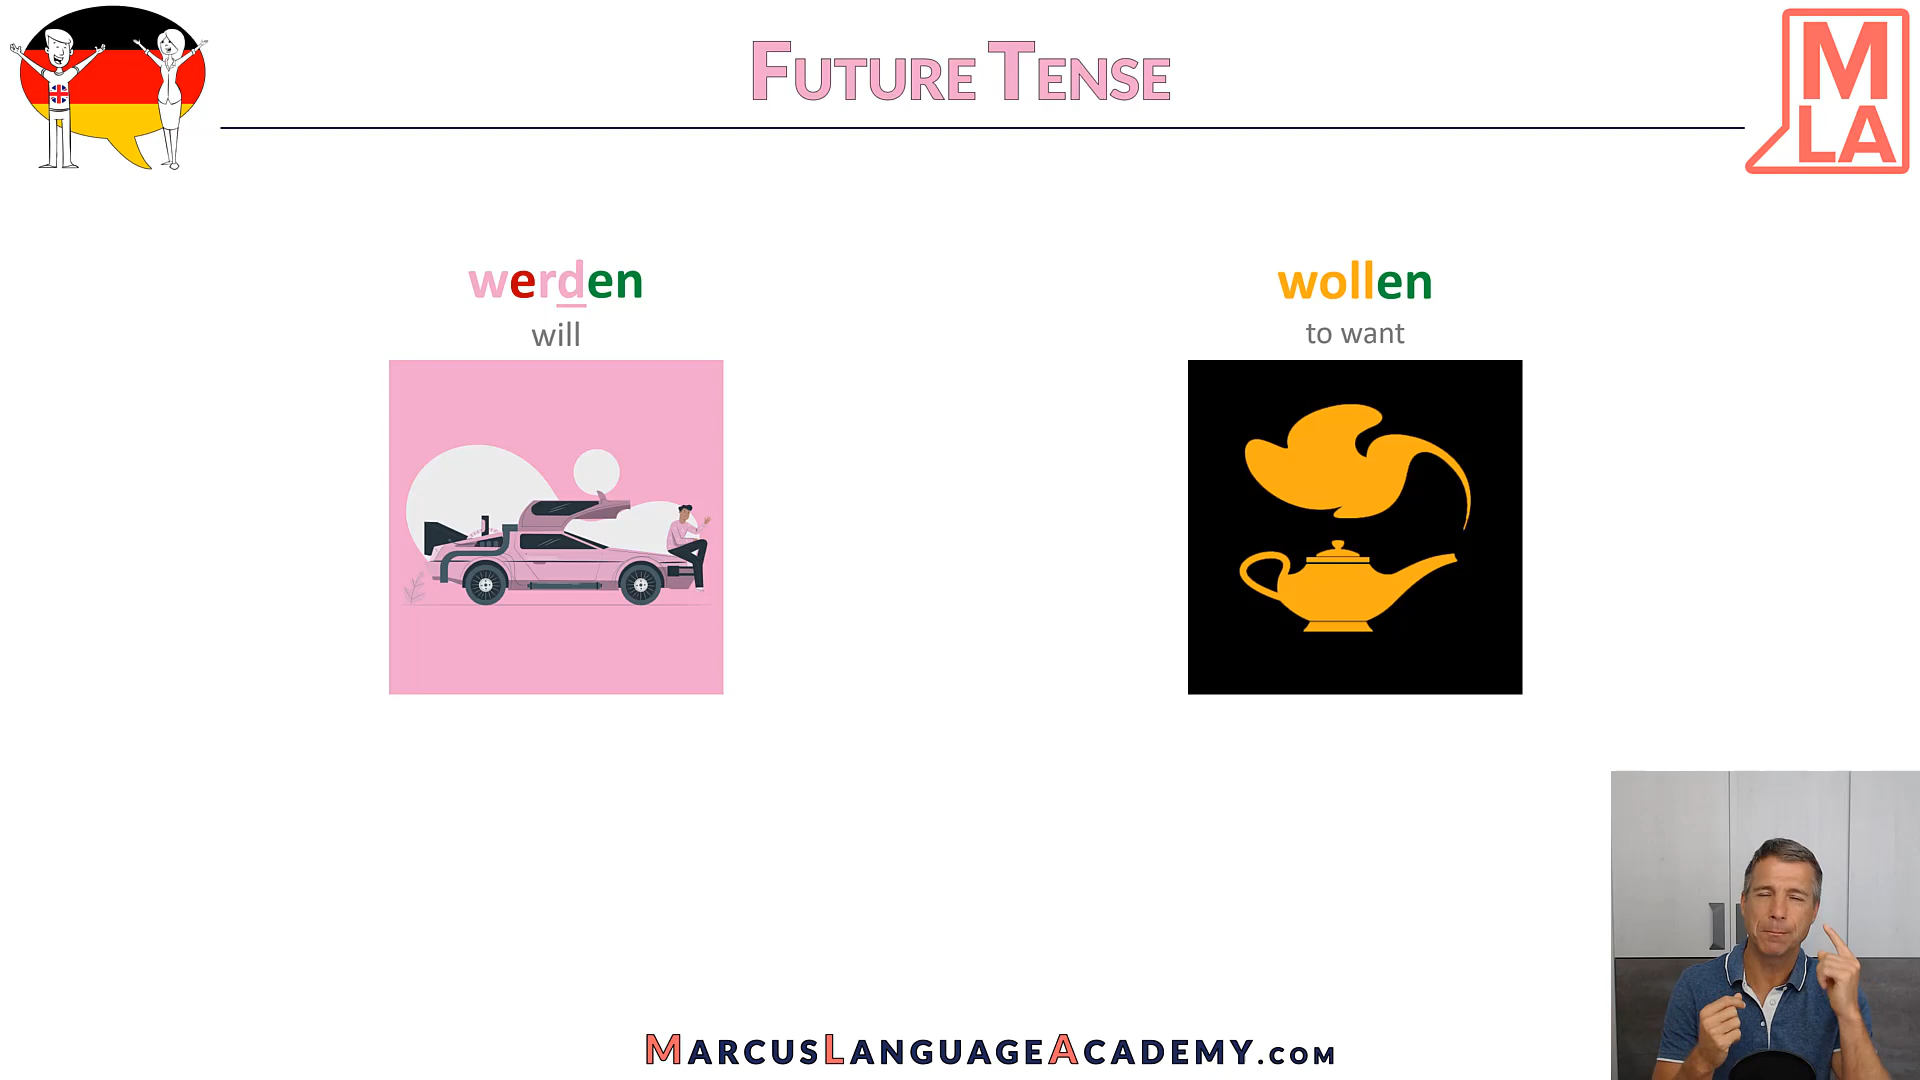 FUTURE TENSE
M
LA
werden
will
wollen
to want
MARCUSLANGUAGEACADEMY.COM